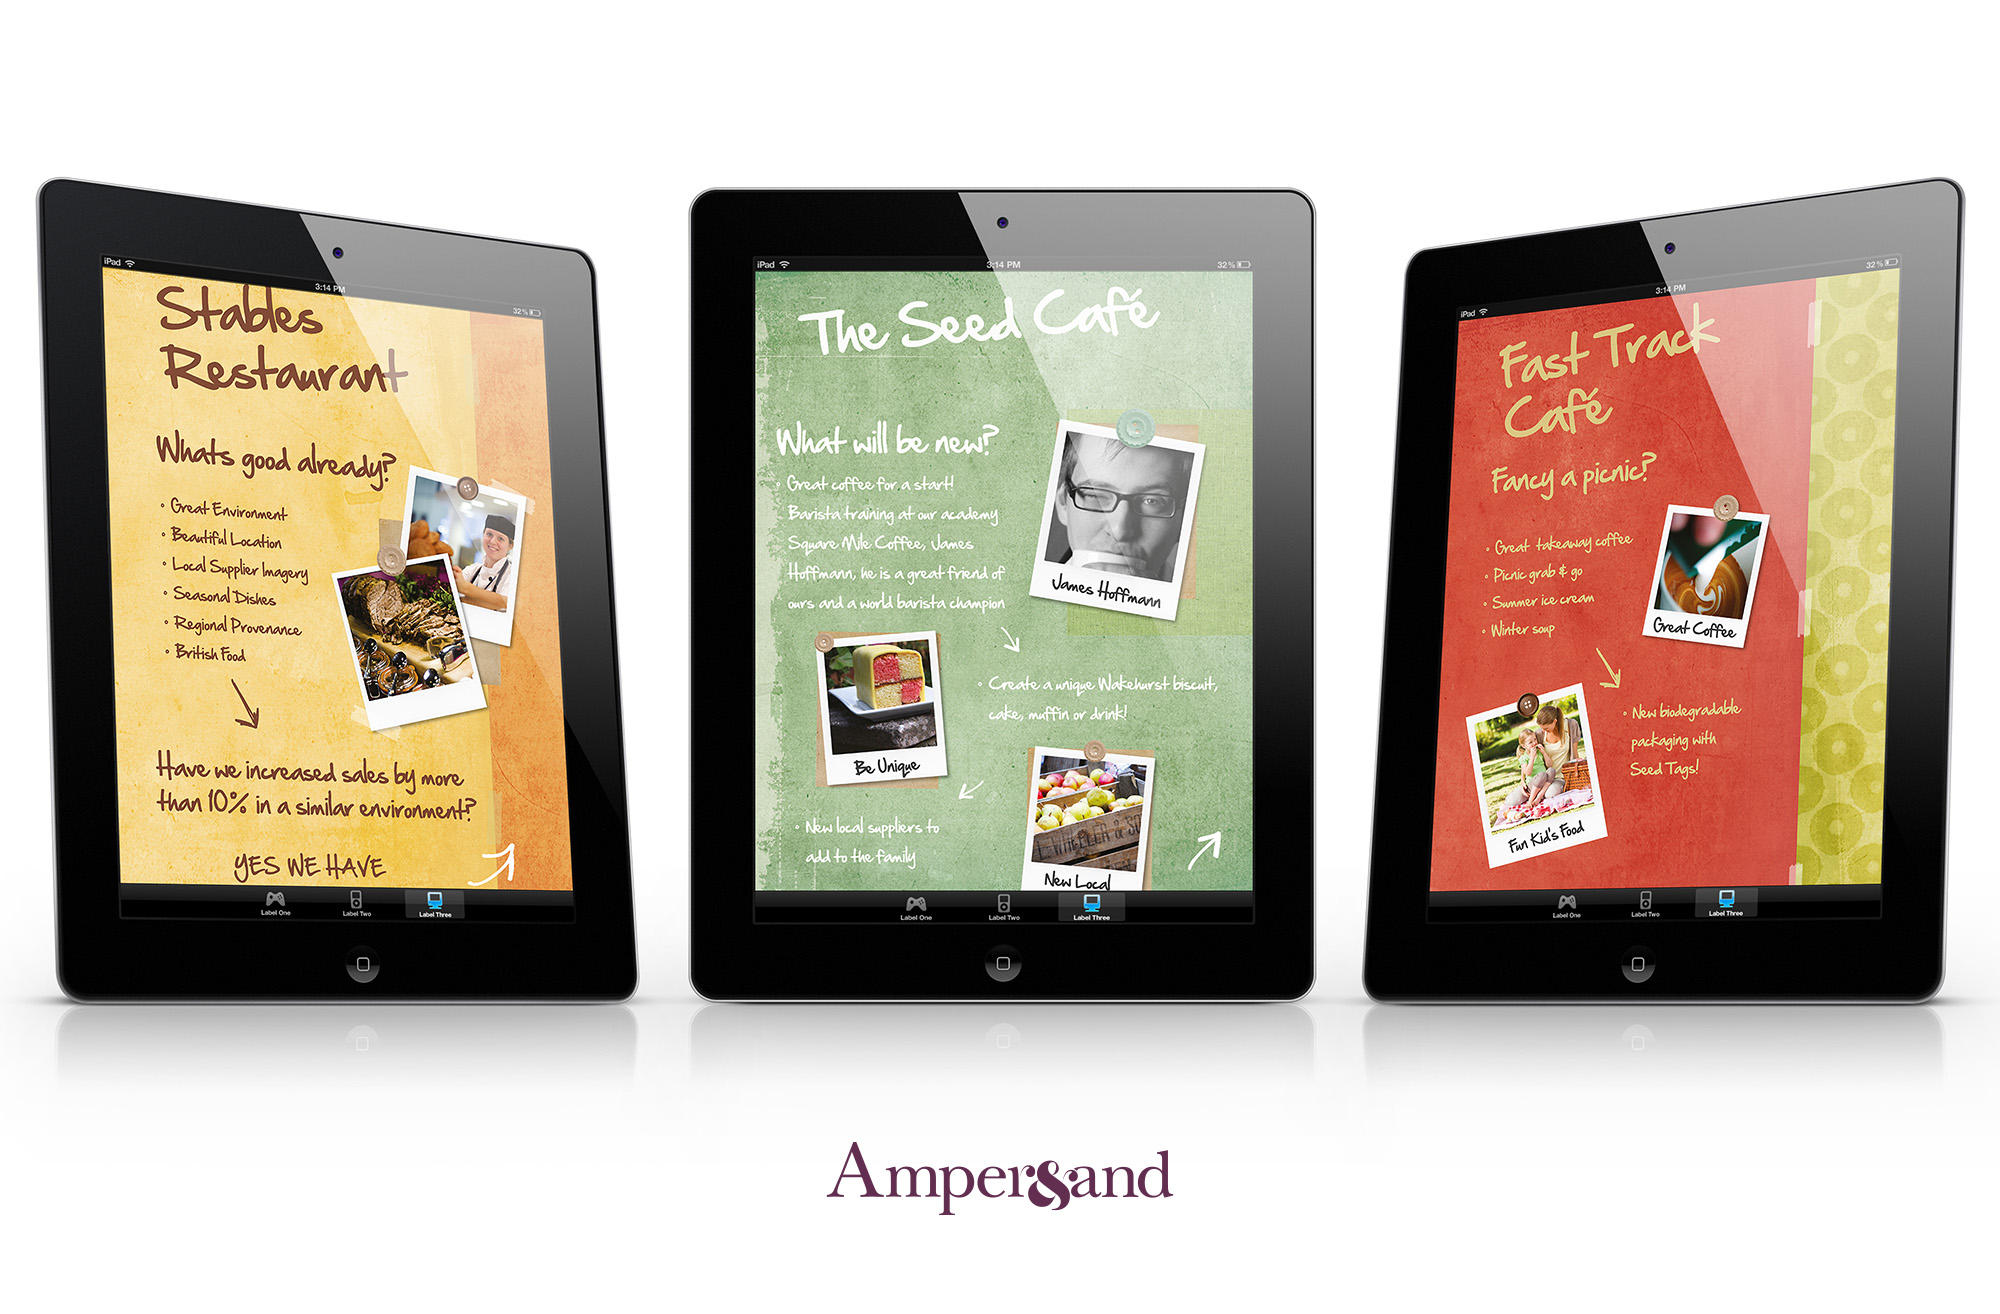 iPad
3:14 PM
32%
Stables
Restaurant
Whats good already?
• Great Environment
• Beautiful Location
• Local Supplier Imagery
• Seasonal Dishes
• Regional Provenance
• British Food
Have we increased sales by more
than 10% in a similar environment?
YES WE HAVE
Label One
Label Two
Label Three
iPad
3:14 PM
32%
The Seed Café
What will be new?
• Great coffee for a start!
Barista training at our academy
Square Mile Coffee, James
Hoffmann, he is a great friend of
ours and a world barista champion
James Hoffmann
• Create a unique Wakehurst biscuit,
cake, muffin or drink!
Be Unique
• New local suppliers to
add to the family
WHEELER &
New Local
Label One
Label Two
Label Three
iPad
3:14 PM
32%
Fast Track
Café
Fancy a picnic?
• Great takeaway coffee
• Picnic grab & go
• Summer ice cream
• Winter soup
Great Coffee
• New biodegradable
packaging with
Seed Tags!
Fun Kid's Food
Label One
Label Two
Label Three
Amper&sand